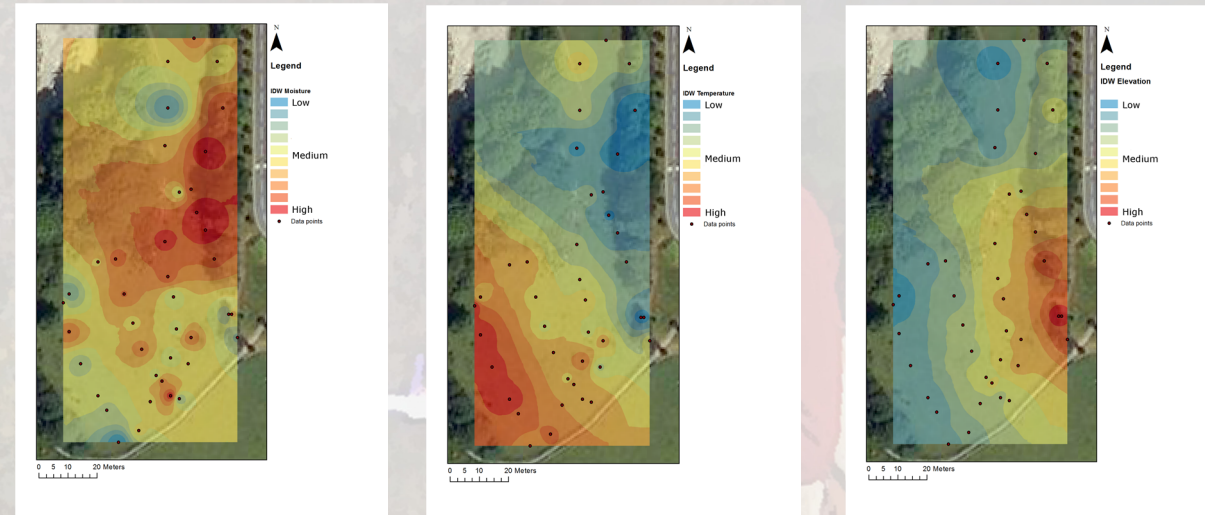 N
Legend
IDW Moisture
Low
Medium
High
Data points
0 5 10 20 Meters
N
Legend
IDW Temperature
Low
Medium
High
Data points
0 5 10 20 Meters
N
Legend
IDW Elevation
Low
Medium
High
Data points
0 5 10 20 Meters